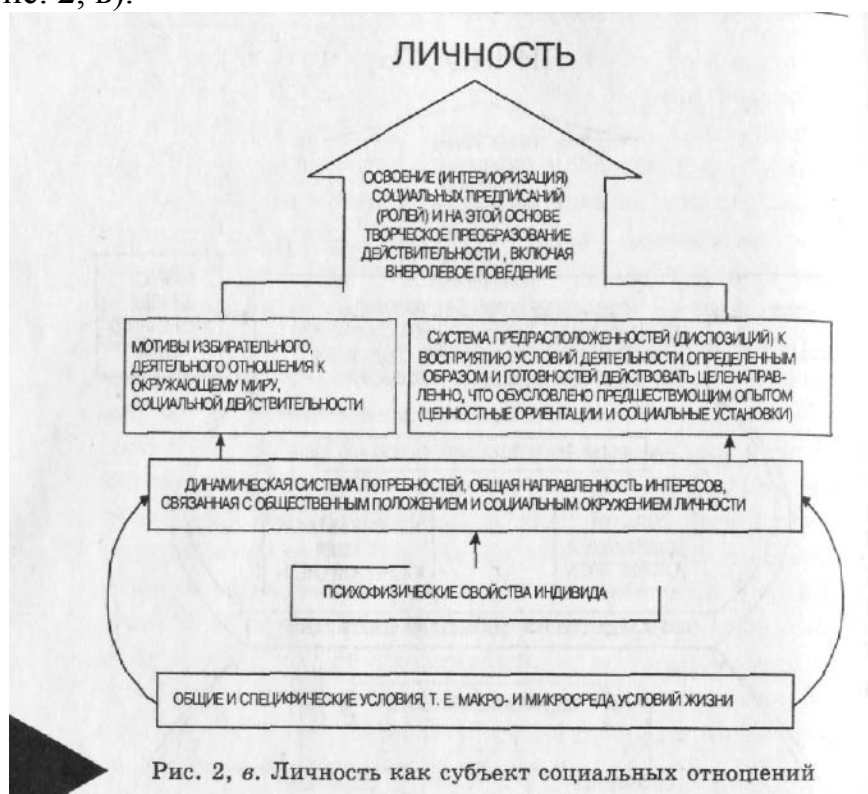 ис. 2, в).
ЛИЧНОСТЬ
ОСВОЕНИЕ (ИНТЕРИОРИЗАЦИЯ)
СОЦИАЛЬНЫХ ПРЕДПИСАНИЙ
(РОЛЕЙ) И НА ЭТОЙ ОСНОВЕ
ТВОРЧЕСКОЕ ПРЕОБРАЗОВАНИЕ
ДЕЙСТВИТЕЛЬНОСТИ, ВКЛЮЧАЯ
ВНЕРОЛЕВОЕ ПОВЕДЕНИЕ
МОТИВЫ ИЗБИРАТЕЛЬНОГО,
ДЕЯТЕЛЬНОГО ОТНОШЕНИЯ К
ОКРУЖАЮЩЕМУ МИРУ,
СОЦИАЛЬНОЙ ДЕЙСТВИТЕЛЬНОСТИ
СИСТЕМА ПРЕДРАСПОЛОЖЕННОСТЕЙ (ДИСПОЗИЦИЙ) К
ВОСПРИЯТИЮ УСЛОВИЙ ДЕЯТЕЛЬНОСТИ ОПРЕДЕЛЕННЫМ
ОБРАЗОМ И ГОТОВНОСТЕЙ ДЕЙСТВОВАТЬ ЦЕЛЕНАПРАВ-
ЛЕННО, ЧТО ОБУСЛОВЛЕНО ПРЕДШЕСТВУЮЩИМ ОПЫТОМ
(ЦЕННОСТНЫЕ ОРИЕНТАЦИИ И СОЦИАЛЬНЫЕ УСТАНОВКИ)
ДИНАМИЧЕСКАЯ СИСТЕМА ПОТРЕБНОСТЕЙ, ОБЩАЯ НАПРАВЛЕННОСТЬ ИНТЕРЕСОВ,
СВЯЗАННАЯ С ОБЩЕСТВЕННЫМ ПОЛОЖЕНИЕМ И СОЦИАЛЬНЫМ ОКРУЖЕНИЕМ ЛИЧНОСТИ
ПСИХОФИЗИЧЕСКИЕ СВОЙСТВА ИНДИВИДА
ОБЩИЕ И СПЕЦИФИЧЕСКИЕ УСЛОВИЯ, Т. Е. МАКРО- И МИКРОСРЕДА УСЛОВИЙ ЖИЗНИ
Рис. 2, в. Личность как субъект социальных отношений